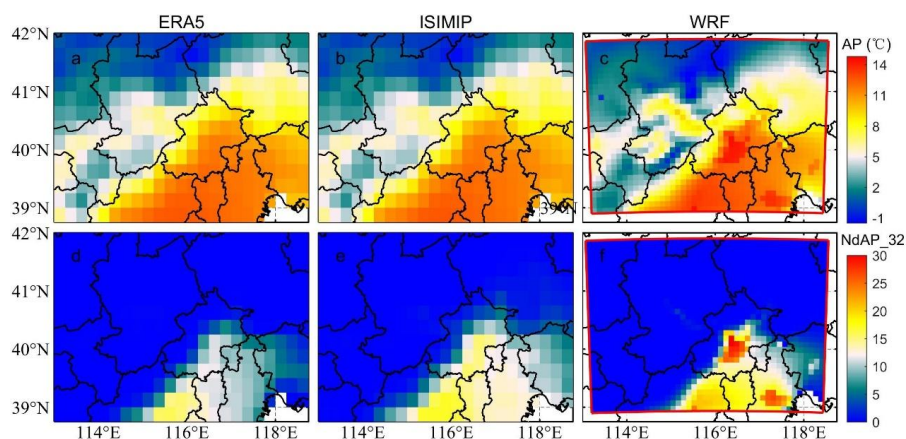 ERA5 ISIMIP WRF
AP (℃)
42°N a b c 14
41°N 11
40°N 8
39°N 39°N 5
2
-1
NdAP_32
42°N d e f 30
41°N 25
40°N 20
39°N 15
10
5
0
114°E 116°E 118°E 114°E 116°E 118°E 114°E 116°E 118°E